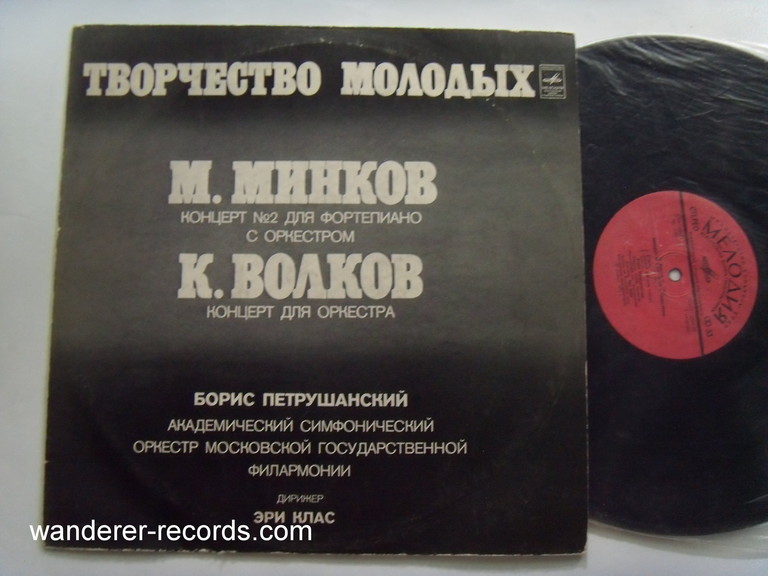 ТВОРЧЕСТВО МОЛОДЫХ
М. МИНКОВ
КОНЦЕРТ №2 ДЛЯ ФОРТЕПИАНО
С ОРКЕСТРОМ
К. ВОЛКОВ
КОНЦЕРТ ДЛЯ ОРКЕСТРА
БОРИС ПЕТРУШАНСКИЙ
АКАДЕМИЧЕСКИЙ СИМФОНИЧЕСКИЙ
ОРКЕСТР МОСКОВСКОЙ ГОСУДАРСТВЕННОЙ
ФИЛАРМОНИИ
ДИРИЖЕР
ЭРИ КЛАС
wanderer-records.com
МЕЛОДИЯ